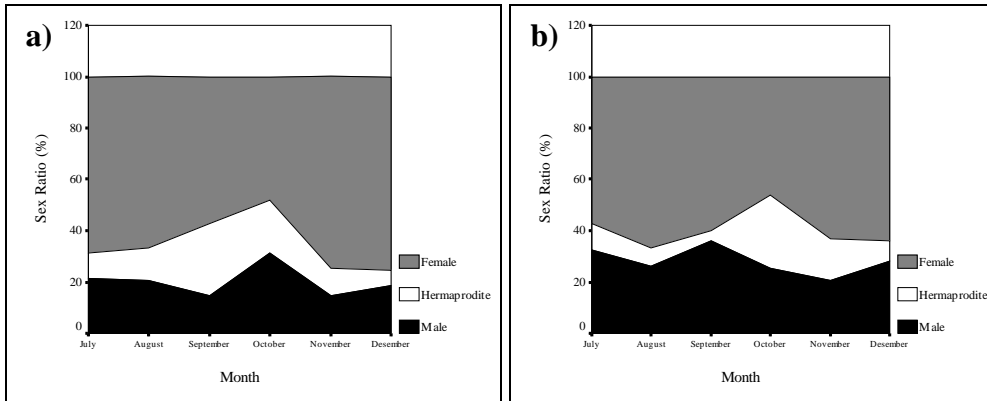 a)
Sex Ratio (%)
120
100
80
60
40
20
0
July August September October November Desember
Month
Female
Hermaprodite
Male
b)
Sex Ratio (%)
120
100
80
60
40
20
0
July August September October November Desember
Month
Female
Hermaprodite
Male